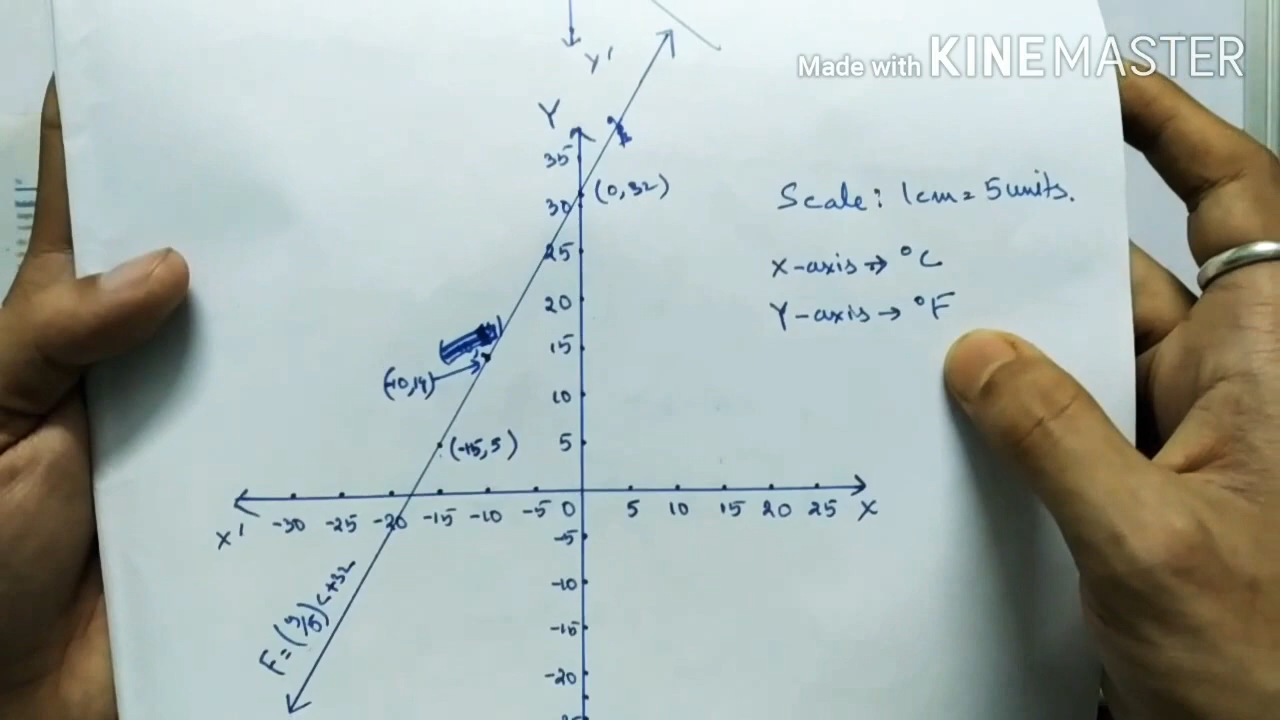 Made with KINEMASTER
Y'
Y
35
(0, 32)
30
25
20
15
(-10, 14)
10
(-15, 5)
5
X' -30 -25 -20 -15 -10 -5 0 5 10 15 20 25 X
-5
-10
-15
-20
F = (9/5) C + 32
Scale: 1cm = 5 units.
X-axis → °C
Y-axis → °F